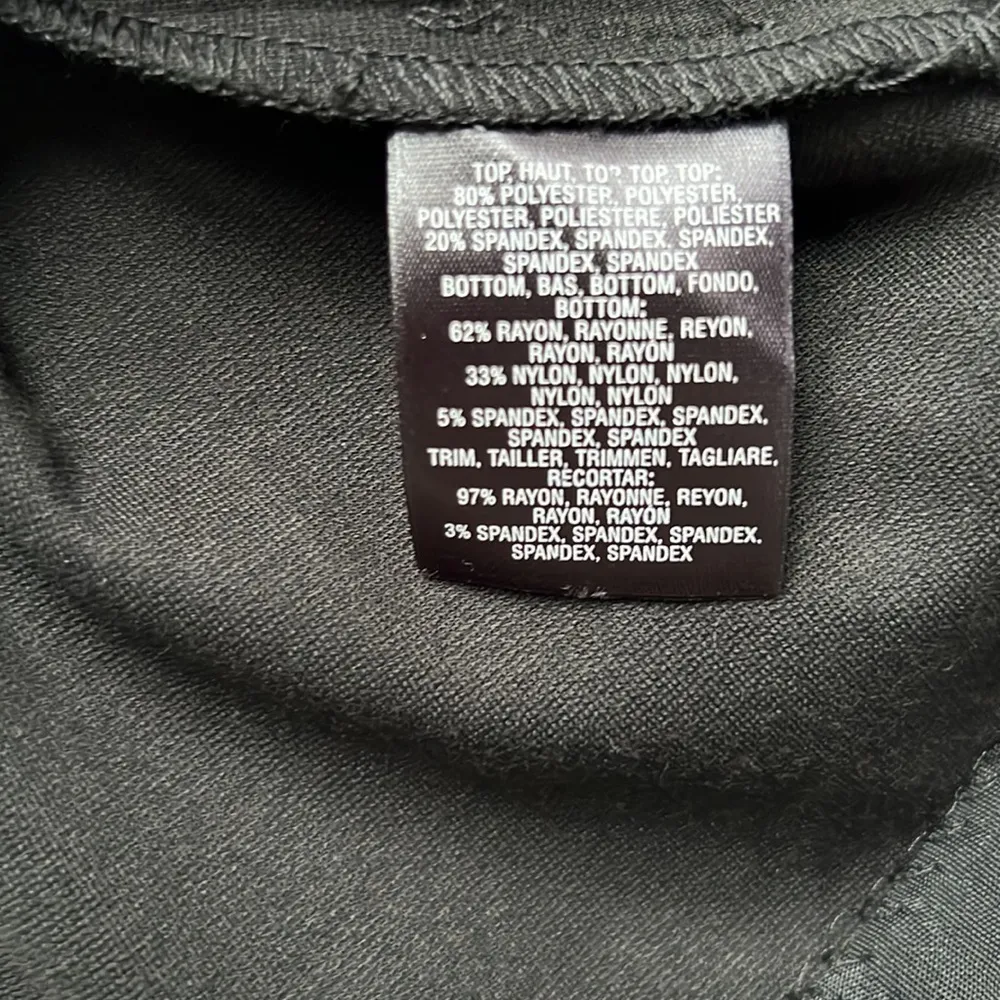 TOP, HAUT, TOP, TOP, TOP:
80% POLYESTER, POLYESTER,
POLYESTER, POLIESTERE, POLIÉSTER
20% SPANDEX, SPANDEX, SPANDEX,
SPANDEX, SPANDEX
BOTTOM, BAS, BOTTOM, FONDO,
BOTTOM:
62% RAYON, RAYONNE, REYON,
RAYON, RAYÓN
33% NYLON, NYLON, NYLON,
NYLON, NYLON
5% SPANDEX, SPANDEX, SPANDEX,
SPANDEX, SPANDEX
TRIM, TAILLER, TRIMMEN, TAGLIARE,
RECORTAR:
97% RAYON, RAYONNE, REYON,
RAYON, RAYÓN
3% SPANDEX, SPANDEX, SPANDEX,
SPANDEX, SPANDEX